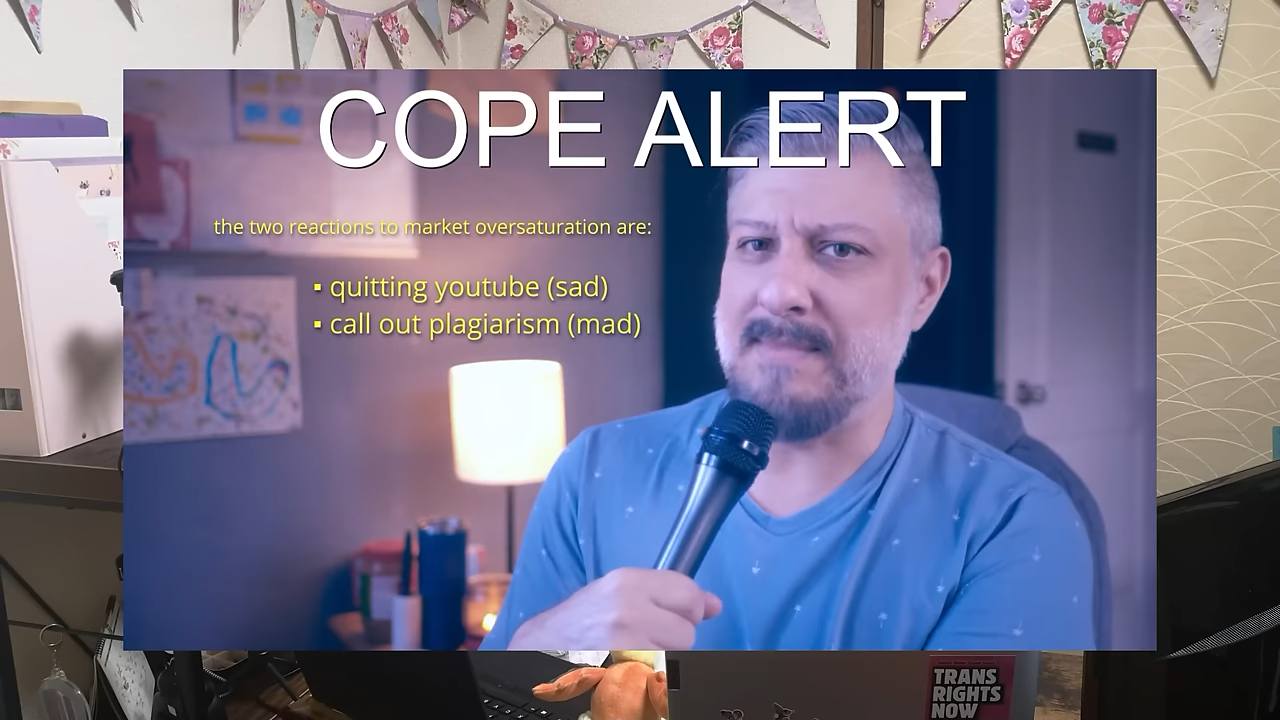 COPE ALERT
the two reactions to market oversaturation are:
▪ quitting youtube (sad)
▪ call out plagiarism (mad)
TRANS
RIGHTS
NOW